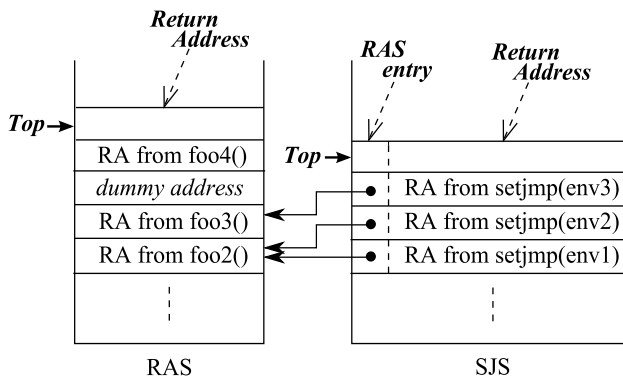 Return
Address
Top
RA from foo4()
dummy address
RA from foo3()
RA from foo2()
RAS
RAS
entry
Return
Address
Top
RA from setjmp(env3)
RA from setjmp(env2)
RA from setjmp(env1)
SJS